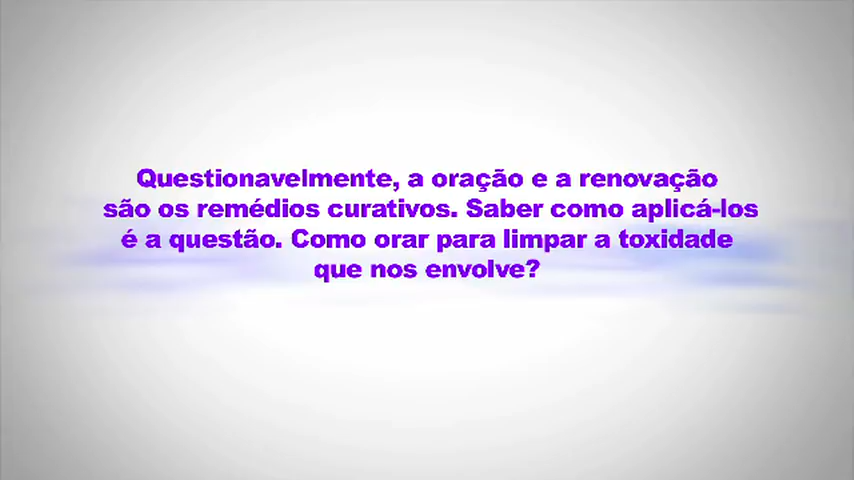 Questionavelmente, a oração e a renovação
são os remédios curativos. Saber como aplicá-los
é a questão. Como orar para limpar a toxidade
que nos envolve?